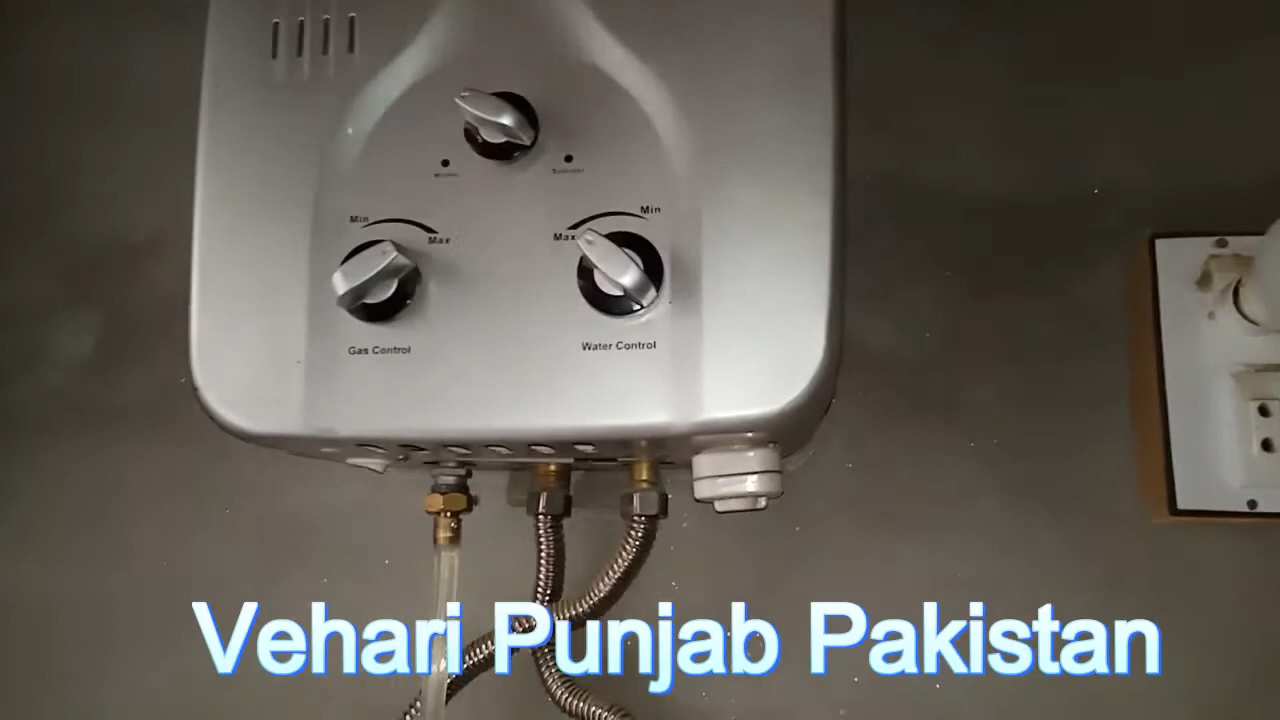 Min
Max
Max
Min
Gas Control
Water Control
Vehari Punjab Pakistan